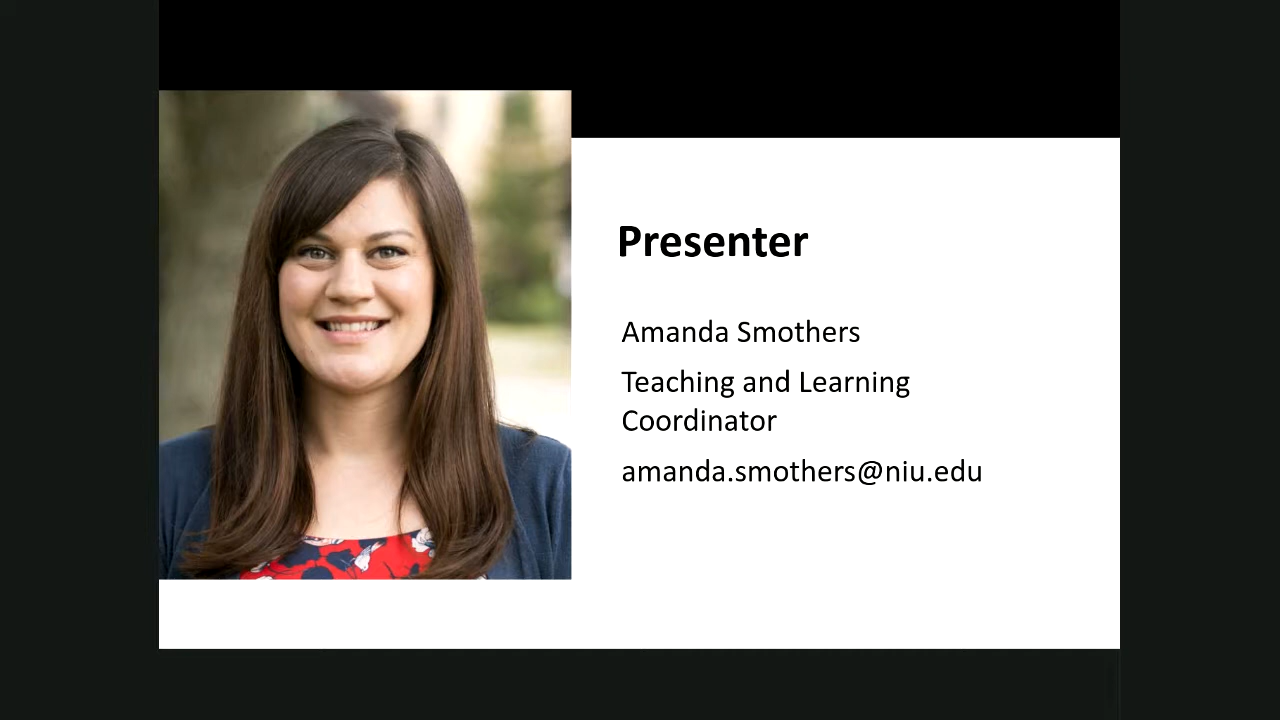 Presenter
Amanda Smothers
Teaching and Learning
Coordinator
amanda.smothers@niu.edu